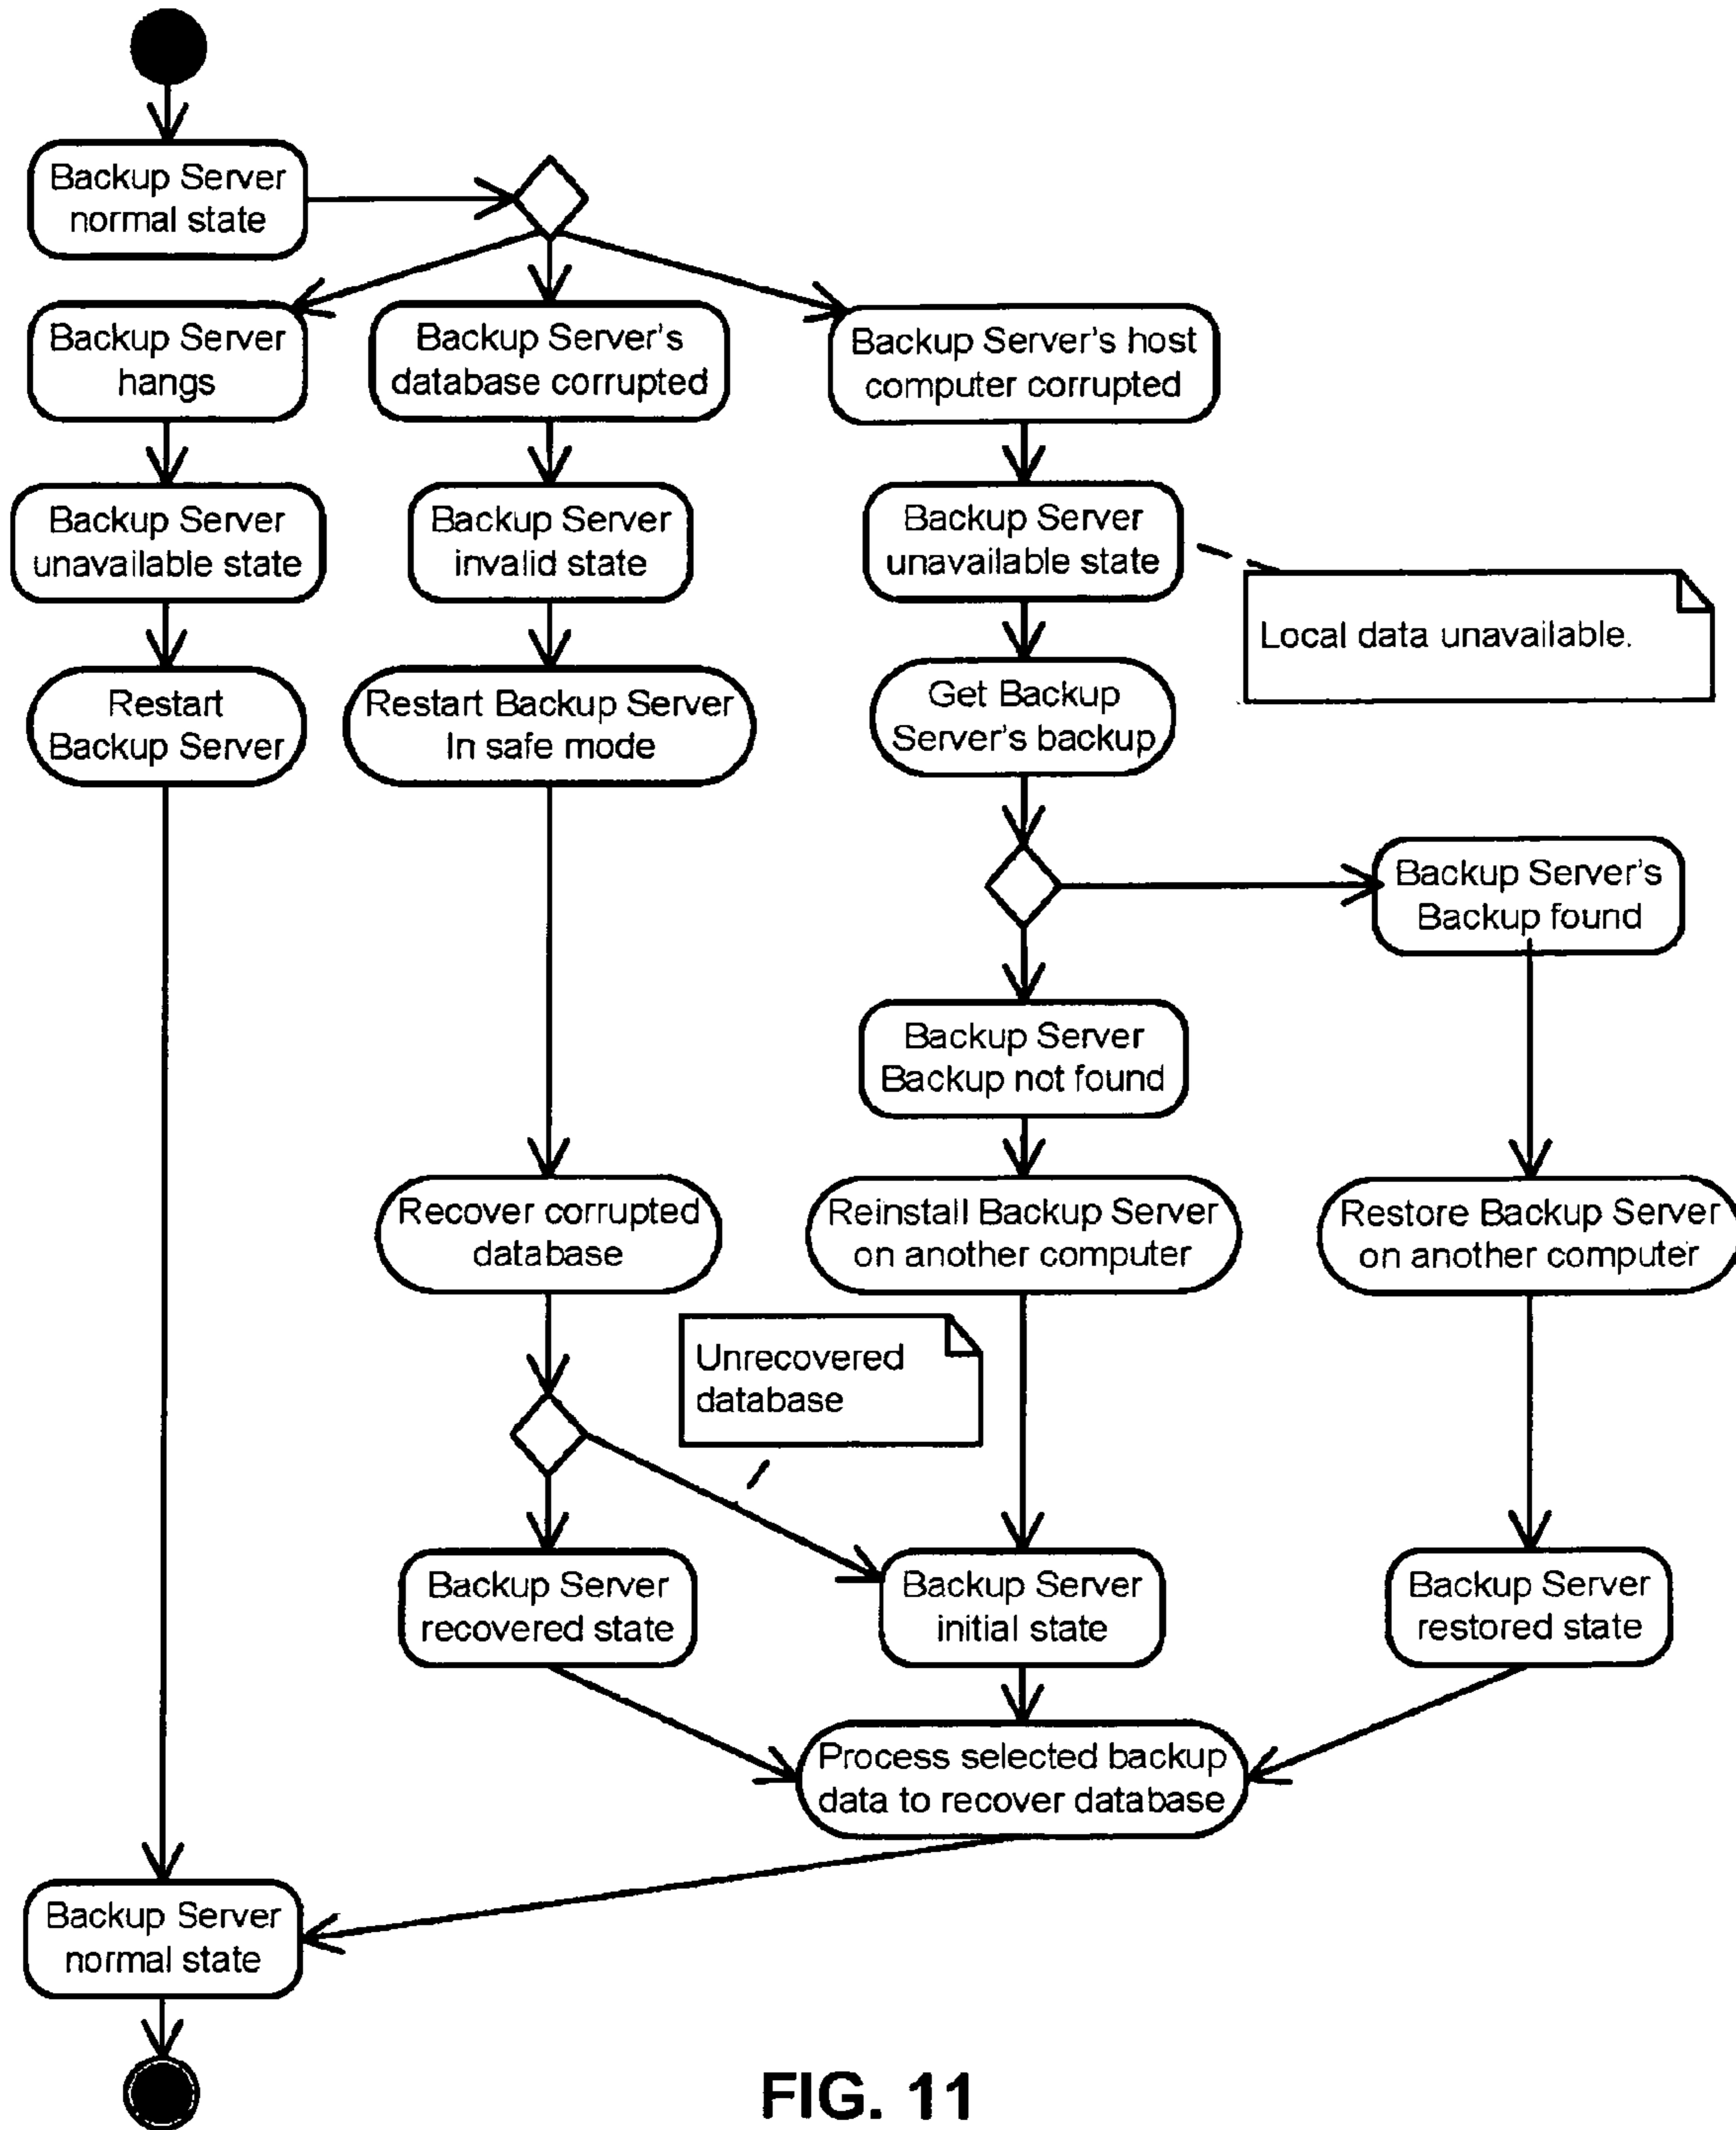 Backup Server
normal state
Backup Server
hangs
Backup Server's
database corrupted
Backup Server's host
computer corrupted
Backup Server
unavailable state
Backup Server
invalid state
Backup Server
unavailable state
Local data unavailable.
Restart
Backup Server
Restart Backup Server
In safe mode
Get Backup
Server's backup
Backup Server's
Backup found
Backup Server
Backup not found
Recover corrupted
database
Reinstall Backup Server
on another computer
Restore Backup Server
on another computer
Unrecovered
database
Backup Server
recovered state
Backup Server
initial state
Backup Server
restored state
Process selected backup
data to recover database
Backup Server
normal state
FIG. 11